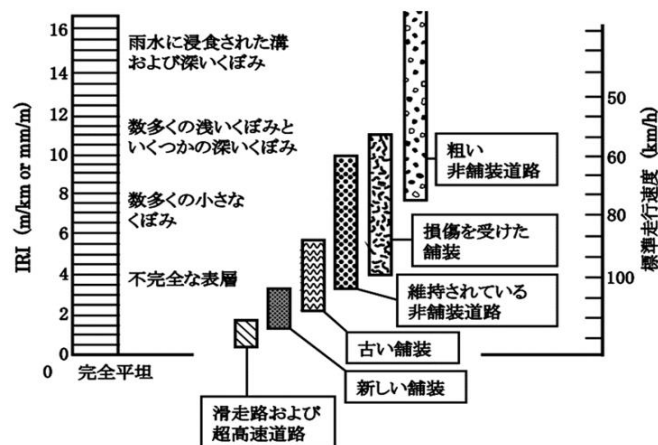 IRI (m/km or mm/m)
16
14
12
10
8
6
4
2
0
0
完全平坦
雨水に浸食された溝
および深いくぼみ
数多くの浅いくぼみと
いくつかの深いくぼみ
数多くの小さな
くぼみ
不完全な表層
滑走路および
超高速道路
新しい舗装
古い舗装
維持されている
非舗装道路
損傷を受けた
舗装
粗い
非舗装道路
50
60
80
100
標準走行速度 (km/h)